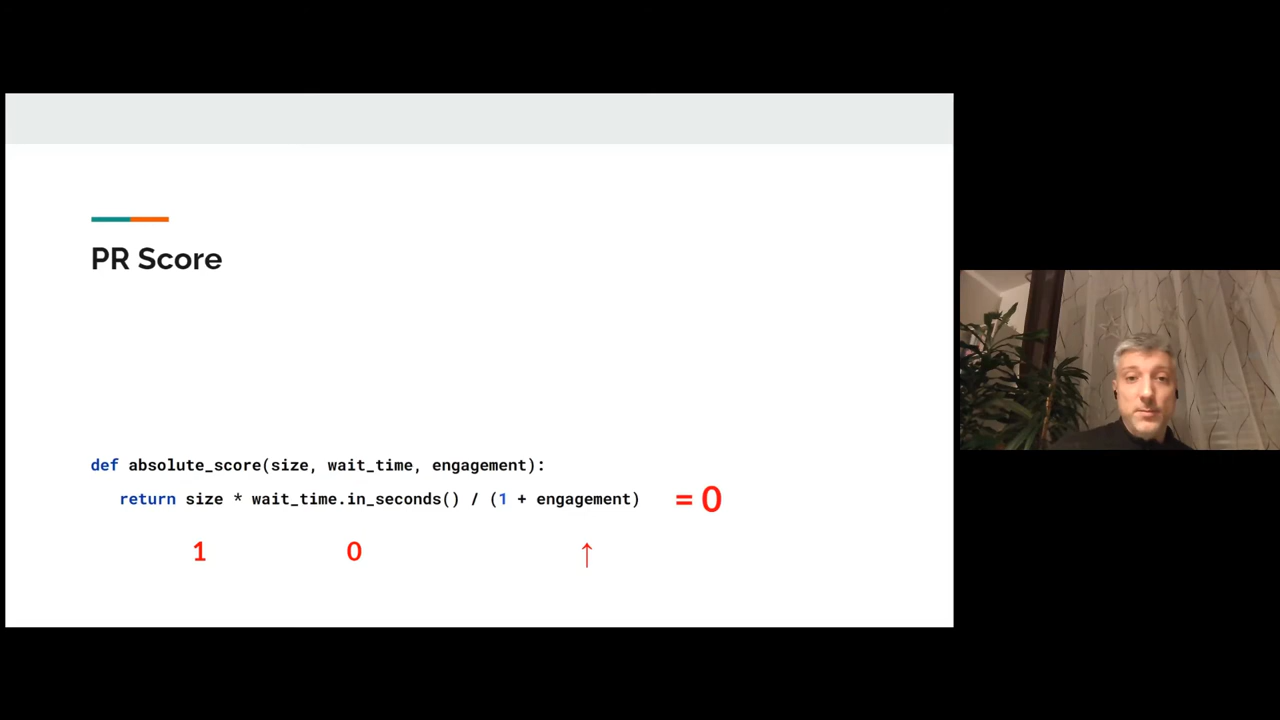 PR Score
def absolute_score(size, wait_time, engagement):
return size * wait_time.in_seconds() / (1 + engagement) = 0
1 0 ↑